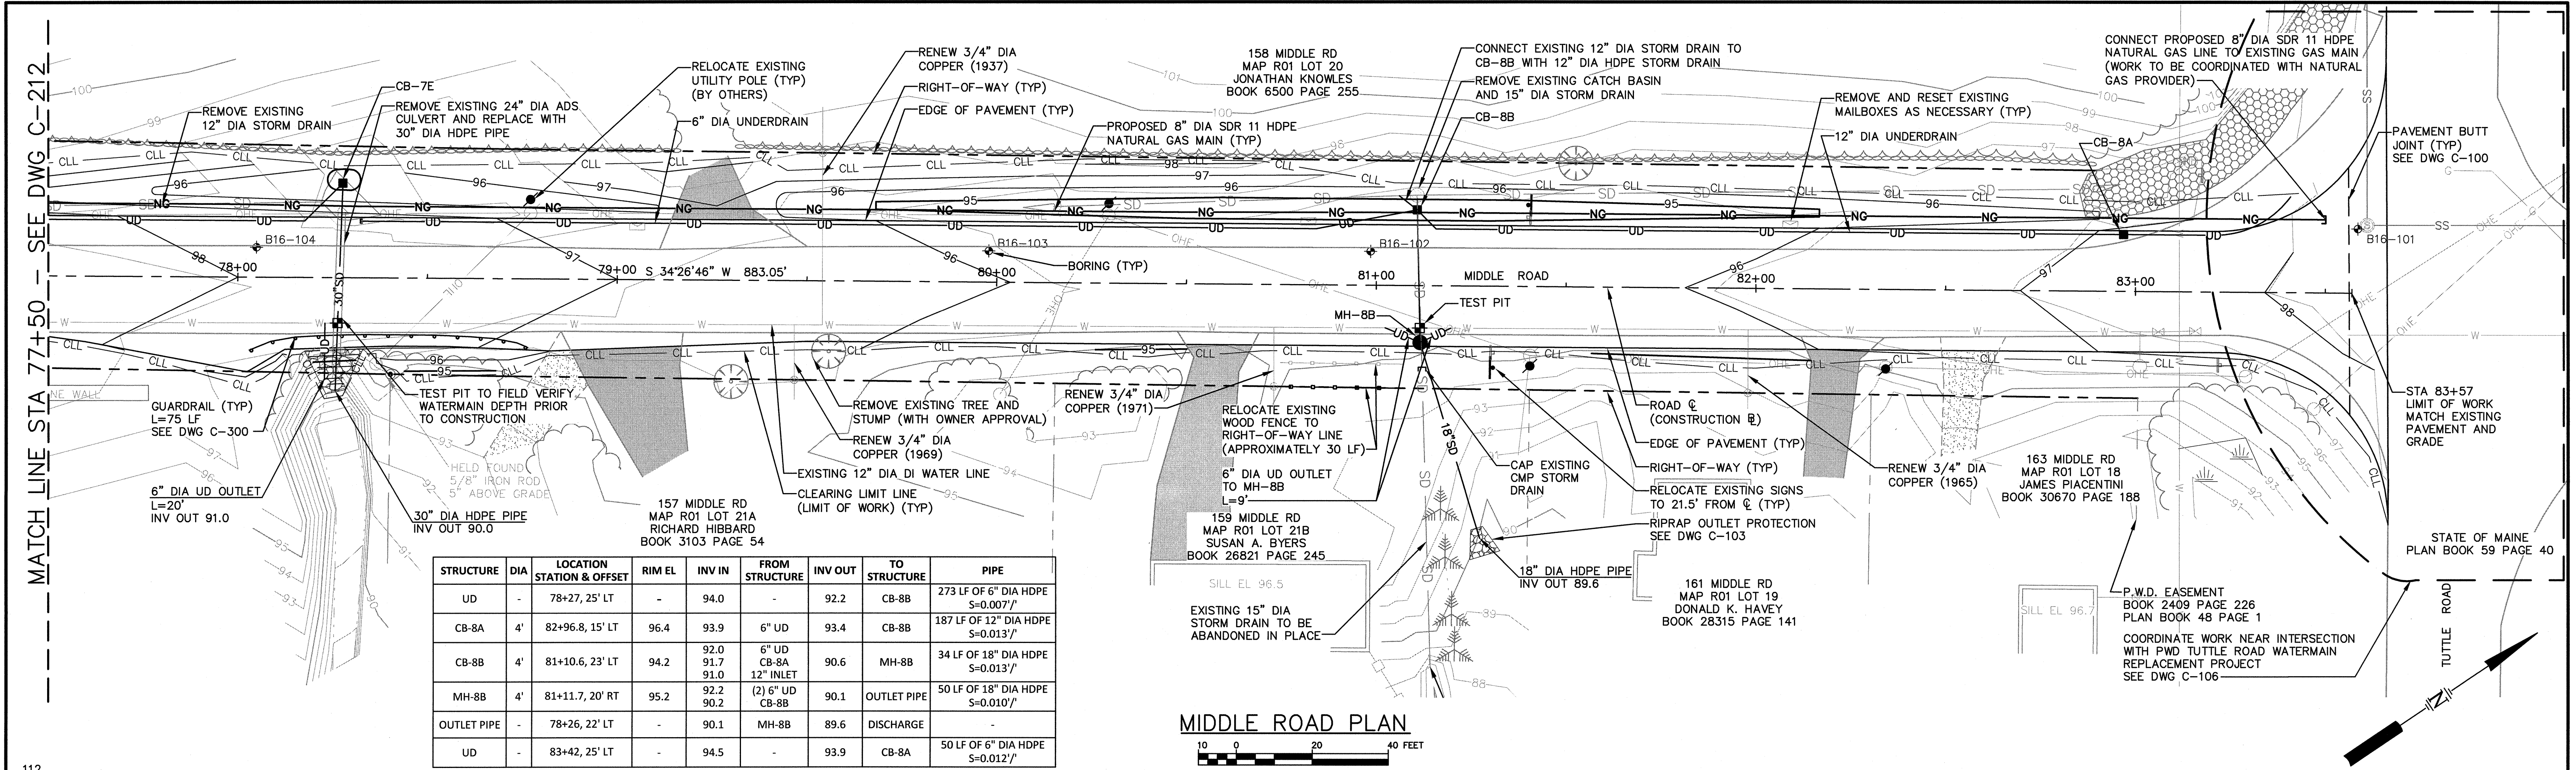 MATCH LINE STA 77+50 – SEE DWG C-212
REMOVE EXISTING
12" DIA STORM DRAIN
CB-7E
REMOVE EXISTING 24" DIA ADS
CULVERT AND REPLACE WITH
30" DIA HDPE PIPE
RELOCATE EXISTING
UTILITY POLE (TYP)
(BY OTHERS)
6" DIA UNDERDRAIN
RENEW 3/4" DIA
COPPER (1937)
RIGHT-OF-WAY (TYP)
EDGE OF PAVEMENT (TYP)
PROPOSED 8" DIA SDR 11 HDPE
NATURAL GAS MAIN (TYP)
158 MIDDLE RD
MAP R01 LOT 20
JONATHAN KNOWLES
BOOK 6500 PAGE 255
CONNECT EXISTING 12" DIA STORM DRAIN TO
CB-8B WITH 12" DIA HDPE STORM DRAIN
REMOVE EXISTING CATCH BASIN
AND 15" DIA STORM DRAIN
CB-8B
REMOVE AND RESET EXISTING
MAILBOXES AS NECESSARY (TYP)
12" DIA UNDERDRAIN
CB-8A
CONNECT PROPOSED 8" DIA SDR 11 HDPE
NATURAL GAS LINE TO EXISTING GAS MAIN
(WORK TO BE COORDINATED WITH NATURAL
GAS PROVIDER)
PAVEMENT BUTT
JOINT (TYP)
SEE DWG C-100
B16-104
B16-103
B16-102
B16-101
BORING (TYP)
78+00
79+00
S 34°26'46" W 883.05'
80+00
81+00
MIDDLE ROAD
82+00
83+00
30"SD
TEST PIT
MH-8B
GUARDRAIL (TYP)
L=75 LF
SEE DWG C-300
TEST PIT TO FIELD VERIFY
WATERMAIN DEPTH PRIOR
TO CONSTRUCTION
HELD FOUND
5/8" IRON ROD
5" ABOVE GRADE
6" DIA UD OUTLET
L=20'
INV OUT 91.0
30" DIA HDPE PIPE
INV OUT 90.0
157 MIDDLE RD
MAP R01 LOT 21A
RICHARD HIBBARD
BOOK 3103 PAGE 54
REMOVE EXISTING TREE AND
STUMP (WITH OWNER APPROVAL)
RENEW 3/4" DIA
COPPER (1969)
EXISTING 12" DIA DI WATER LINE
CLEARING LIMIT LINE
(LIMIT OF WORK) (TYP)
RENEW 3/4" DIA
COPPER (1971)
RELOCATE EXISTING
WOOD FENCE TO
RIGHT-OF-WAY LINE
(APPROXIMATELY 30 LF)
6" DIA UD OUTLET
TO MH-8B
L=9'
159 MIDDLE RD
MAP R01 LOT 21B
SUSAN A. BYERS
BOOK 26821 PAGE 245
SILL EL 96.5
EXISTING 15" DIA
STORM DRAIN TO BE
ABANDONED IN PLACE
18"SD
CAP EXISTING
CMP STORM
DRAIN
ROAD ℄
(CONSTRUCTION B)
EDGE OF PAVEMENT (TYP)
RIGHT-OF-WAY (TYP)
RELOCATE EXISTING SIGNS
TO 21.5' FROM ℄ (TYP)
RIPRAP OUTLET PROTECTION
SEE DWG C-103
18" DIA HDPE PIPE
INV OUT 89.6
161 MIDDLE RD
MAP R01 LOT 19
DONALD K. HAVEY
BOOK 28315 PAGE 141
RENEW 3/4" DIA
COPPER (1965)
163 MIDDLE RD
MAP R01 LOT 18
JAMES PIACENTINI
BOOK 30670 PAGE 188
SILL EL 96.7
STA 83+57
LIMIT OF WORK
MATCH EXISTING
PAVEMENT AND
GRADE
STATE OF MAINE
PLAN BOOK 59 PAGE 40
P.W.D. EASEMENT
BOOK 2409 PAGE 226
PLAN BOOK 48 PAGE 1
COORDINATE WORK NEAR INTERSECTION
WITH PWD TUTTLE ROAD WATERMAIN
REPLACEMENT PROJECT
SEE DWG C-106
TUTTLE ROAD
N
STRUCTURE DIA LOCATION STATION & OFFSET RIM EL INV IN FROM STRUCTURE INV OUT TO STRUCTURE PIPE
UD - 78+27, 25' LT - 94.0 - 92.2 CB-8B 273 LF OF 6" DIA HDPE S=0.007'/'
CB-8A 4' 82+96.8, 15' LT 96.4 93.9 6" UD 93.4 CB-8B 187 LF OF 12" DIA HDPE S=0.013'/'
CB-8B 4' 81+10.6, 23' LT 94.2 92.0 91.7 91.0 6" UD CB-8A 12" INLET 90.6 MH-8B 34 LF OF 18" DIA HDPE S=0.013'/'
MH-8B 4' 81+11.7, 20' RT 95.2 92.2 90.2 (2) 6" UD CB-8B 90.1 OUTLET PIPE 50 LF OF 18" DIA HDPE S=0.010'/'
OUTLET PIPE - 78+26, 22' LT - 90.1 MH-8B 89.6 DISCHARGE -
UD - 83+42, 25' LT - 94.5 - 93.9 CB-8A 50 LF OF 6" DIA HDPE S=0.012'/'
MIDDLE ROAD PLAN
10 0 20 40 FEET